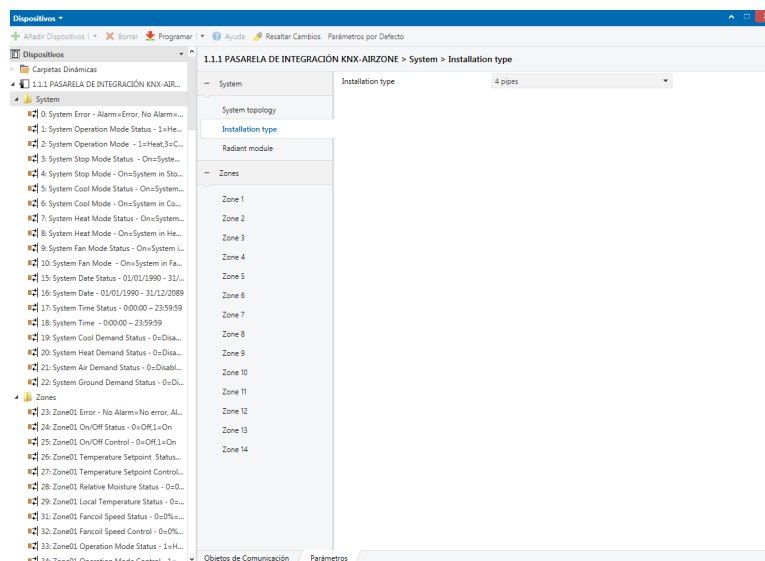 Dispositivos
Añadir Dispositivos Borrar Programar Ayuda Resaltar Cambios Parámetros por Defecto
Dispositivos
Carpetas Dinámicas
1.1.1 PASARELA DE INTEGRACIÓN KNX-AIR...
System
0: System Error - Alarm=Error, No Alarm=...
1: System Operation Mode Status - 1=He...
2: System Operation Mode - 1=Heat,3=C...
3: System Stop Mode Status - On=Syste...
4: System Stop Mode - On=System in Sto...
5: System Cool Mode Status - On=System...
6: System Cool Mode - On=System in Co...
7: System Heat Mode Status - On=System...
8: System Heat Mode - On=System in He...
9: System Fan Mode Status - On=System i...
10: System Fan Mode - On=System in Fa...
15: System Date Status - 01/01/1990 - 31/...
16: System Date - 01/01/1990 - 31/12/2089
17: System Time Status - 0:00:00 – 23:59:59
18: System Time - 0:00:00 – 23:59:59
19: System Cool Demand Status - 0=Disa...
20: System Heat Demand Status - 0=Disa...
21: System Air Demand Status - 0=Disabl...
22: System Ground Demand Status - 0=Di...
Zones
23: Zone01 Error - No Alarm=No error, Al...
24: Zone01 On/Off Status - 0=Off,1=On
25: Zone01 On/Off Control - 0=Off,1=On
26: Zone01 Temperature Setpoint Status...
27: Zone01 Temperature Setpoint Control...
28: Zone01 Relative Moisture Status - 0=0...
29: Zone01 Local Temperature Status - 0=...
31: Zone01 Fancoil Speed Status - 0=0%=...
32: Zone01 Fancoil Speed Control - 0=0%...
33: Zone01 Operation Mode Status - 1=H...
34: Zone01 Operation Mode Control - 1=...
1.1.1 PASARELA DE INTEGRACIÓN KNX-AIRZONE > System > Installation type
System
System topology
Installation type
Radiant module
Zones
Zone 1
Zone 2
Zone 3
Zone 4
Zone 5
Zone 6
Zone 7
Zone 8
Zone 9
Zone 10
Zone 11
Zone 12
Zone 13
Zone 14
Installation type 4 pipes
Objetos de Comunicación Parámetros